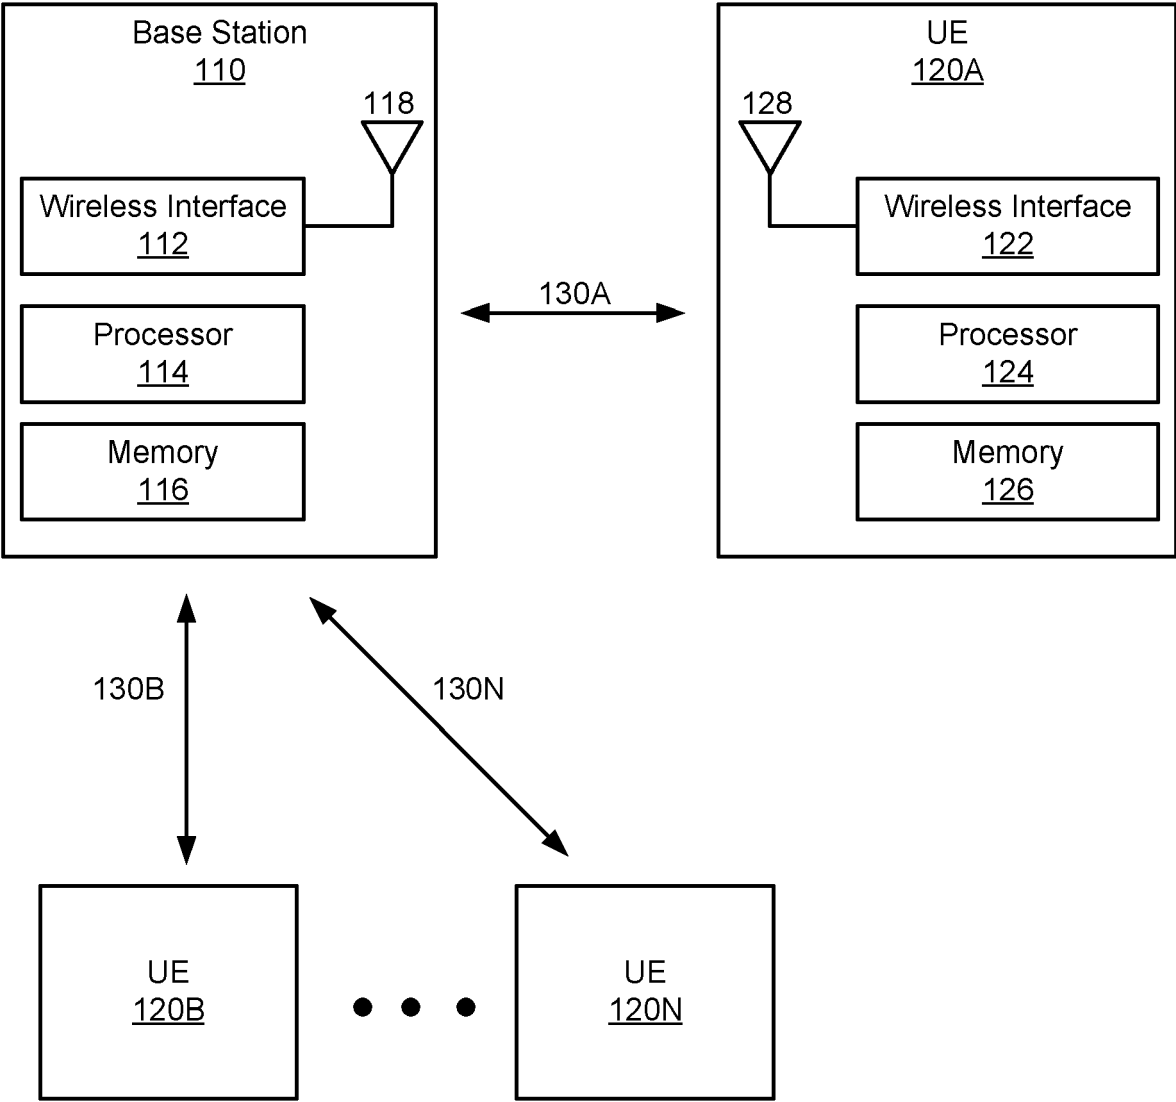 Base Station
110
118
Wireless Interface
112
Processor
114
Memory
116
130A
UE
120A
128
Wireless Interface
122
Processor
124
Memory
126
130B
130N
UE
120B
UE
120N